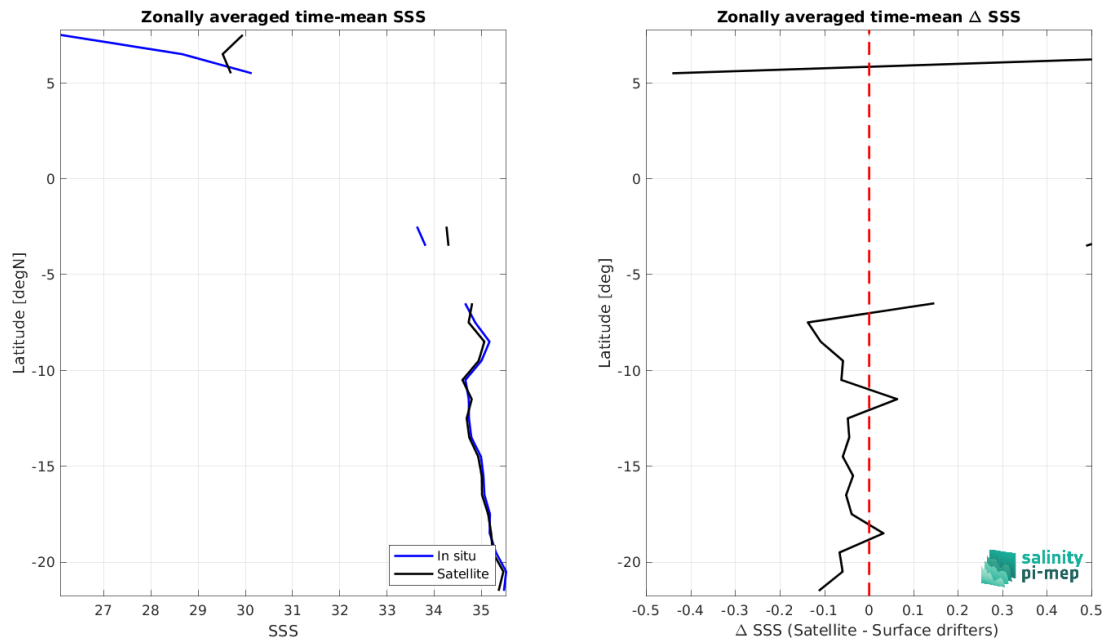 Zonally averaged time-mean SSS
5
0
-5
-10
-15
-20
Latitude [degN]
27 28 29 30 31 32 33 34 35
SSS
In situ
Satellite
Zonally averaged time-mean Δ SSS
5
0
-5
-10
-15
-20
Latitude [deg]
-0.5 -0.4 -0.3 -0.2 -0.1 0 0.1 0.2 0.3 0.4 0.5
Δ SSS (Satellite - Surface drifters)
salinity
pi-mep